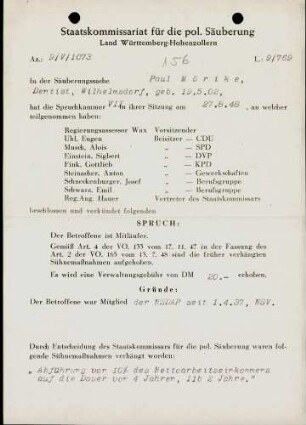 Staatskommissariat für die pol. Säuberung
Land Württemberg-Hohenzollern
Az.: 9/V/1073
156
L: 9/769
In der Säuberungssache Paul Mörike,
Dentist, Wilhelmsdorf, geb. 19.5.02,
hat die Spruchkammer VII in ihrer Sitzung am 27.8.48, an welcher
teilgenommen haben:
Regierungsassessor Wax Vorsitzender
Uhl, Eugen Beisitzer — CDU
Musch, Alois — SPD
Einstein, Sigbert — DVP
Fink, Gottlieb — KPD
Steinacher, Anton — Gewerkschaften
Schneckenburger, Josef — Berufsgruppe
Schwarz, Emil — Berufsgruppe
Reg.Ang. Hauer Vertreter des Staatskommissars
beschlossen und verkündet folgenden
SPRUCH:
Der Betroffene ist Mitläufer.
Gemäß Art. 4 der VO. 133 vom 17. 11. 47 in der Fassung des
Art. 2 der VO. 165 vom 13. 7. 48 sind die früher verhängten
Sühnemaßnahmen aufgehoben.
Es wird eine Verwaltungsgebühr von DM 20.- erhoben.
Gründe:
Der Betroffene war Mitglied der NSDAP seit 1.4.37, NSV.
Durch Entscheidung des Staatskommissars für die pol. Säuberung waren fol-
gende Sühnemaßnahmen verhängt worden:
"Abführung von 10% des Nettoarbeitseinkommens
auf die Dauer von 4 Jahren, 11b 2 Jahre."